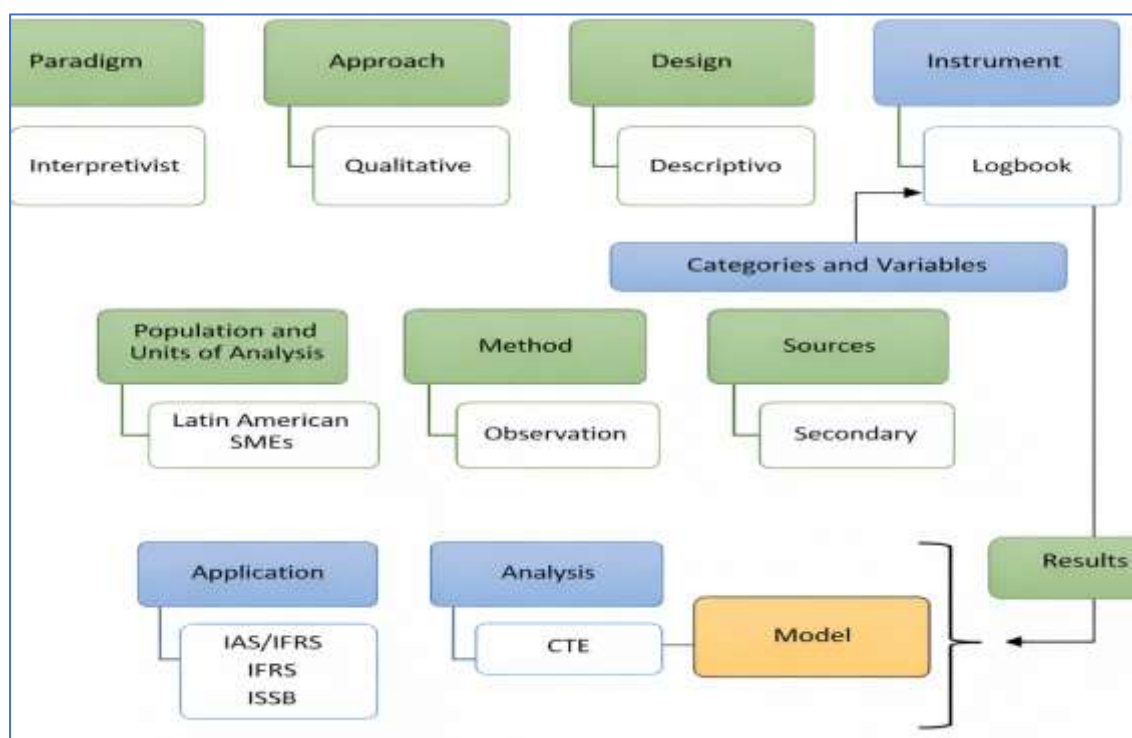 Paradigm
Approach
Design
Instrument
Interpretivist
Qualitative
Descriptivo
Logbook
Categories and Variables
Population and
Units of Analysis
Method
Sources
Latin American
SMEs
Observation
Secondary
Application
Analysis
Results
IAS/IFRS
IFRS
ISSB
CTE
Model